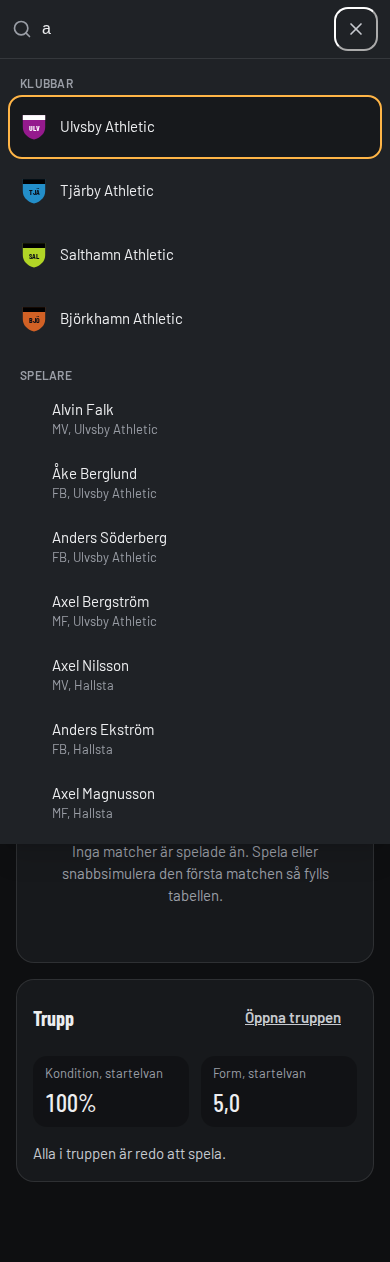 a
KLUBBAR
ULV
Ulvsby Athletic
TJÄ
Tjärby Athletic
SAL
Salthamn Athletic
BJÖ
Björkhamn Athletic
SPELARE
Alvin Falk
MV, Ulvsby Athletic
Åke Berglund
FB, Ulvsby Athletic
Anders Söderberg
FB, Ulvsby Athletic
Axel Bergström
MF, Ulvsby Athletic
Axel Nilsson
MV, Hallsta
Anders Ekström
FB, Hallsta
Axel Magnusson
MF, Hallsta
Inga matcher är spelade än. Spela eller
snabbsimulera den första matchen så fylls
tabellen.
Trupp
Öppna truppen
Kondition, startelvan
100%
Form, startelvan
5,0
Alla i truppen är redo att spela.